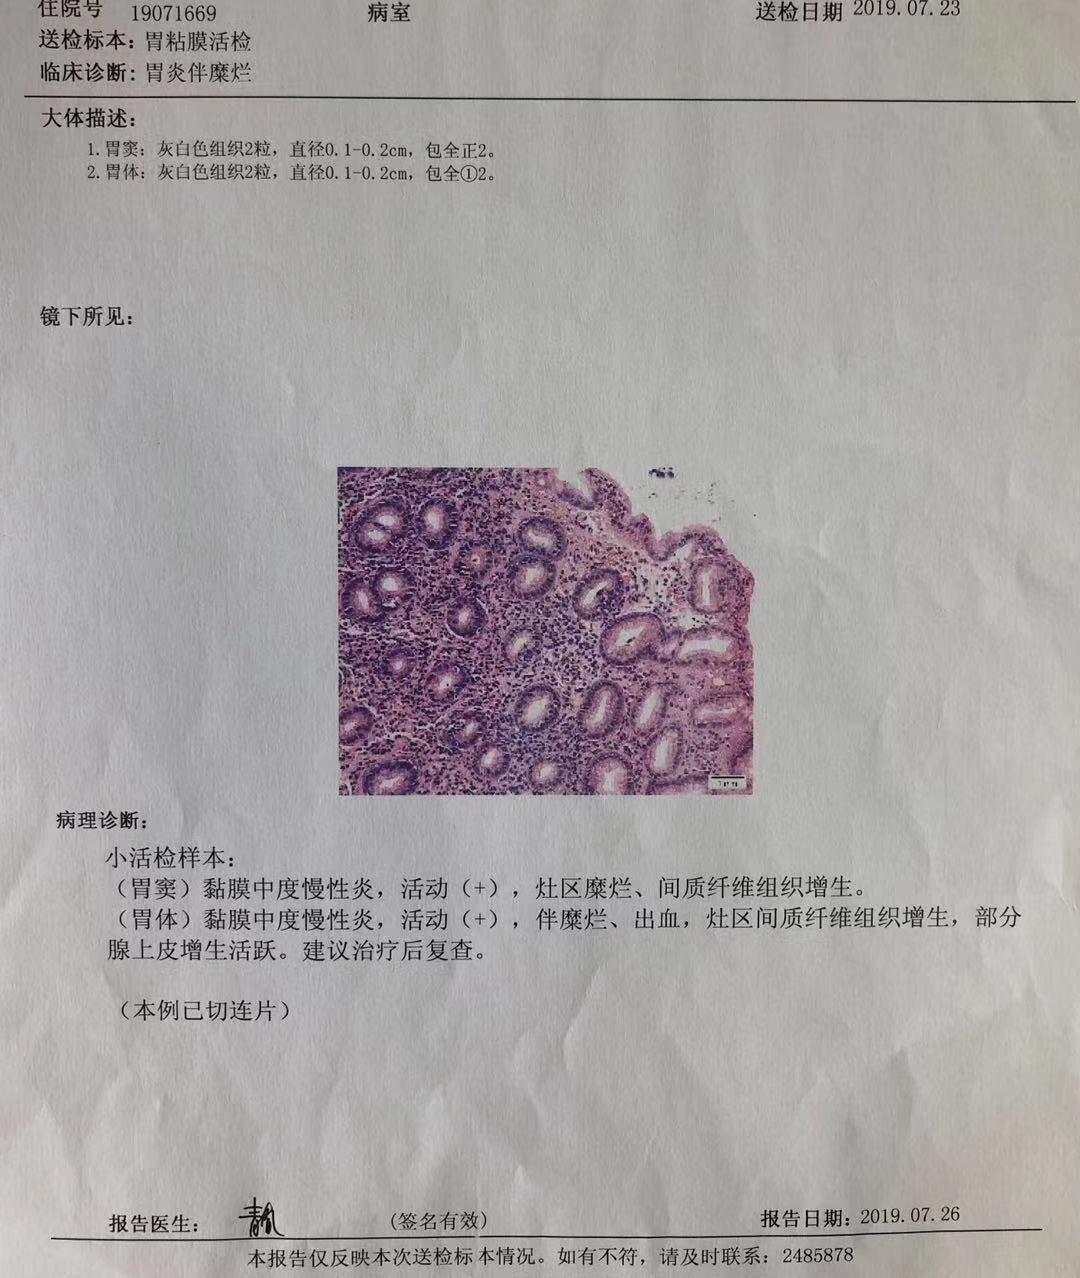 住院号 19071669 病室 送检日期 2019.07.23
送检标本: 胃粘膜活检
临床诊断: 胃炎伴糜烂
大体描述:
1.胃窦: 灰白色组织2粒, 直径0.1-0.2cm, 包全正2。
2.胃体: 灰白色组织2粒, 直径0.1-0.2cm, 包全①2。
镜下所见:
病理诊断:
小活检样本:
(胃窦)黏膜中度慢性炎, 活动(+), 灶区糜烂、间质纤维组织增生。
(胃体)黏膜中度慢性炎, 活动(+), 伴糜烂、出血, 灶区间质纤维组织增生, 部分
腺上皮增生活跃。建议治疗后复查。
(本例已切连片)
报告医生: (签名有效) 报告日期: 2019.07.26
本报告仅反映本次送检标本情况。如有不符, 请及时联系: 2485878